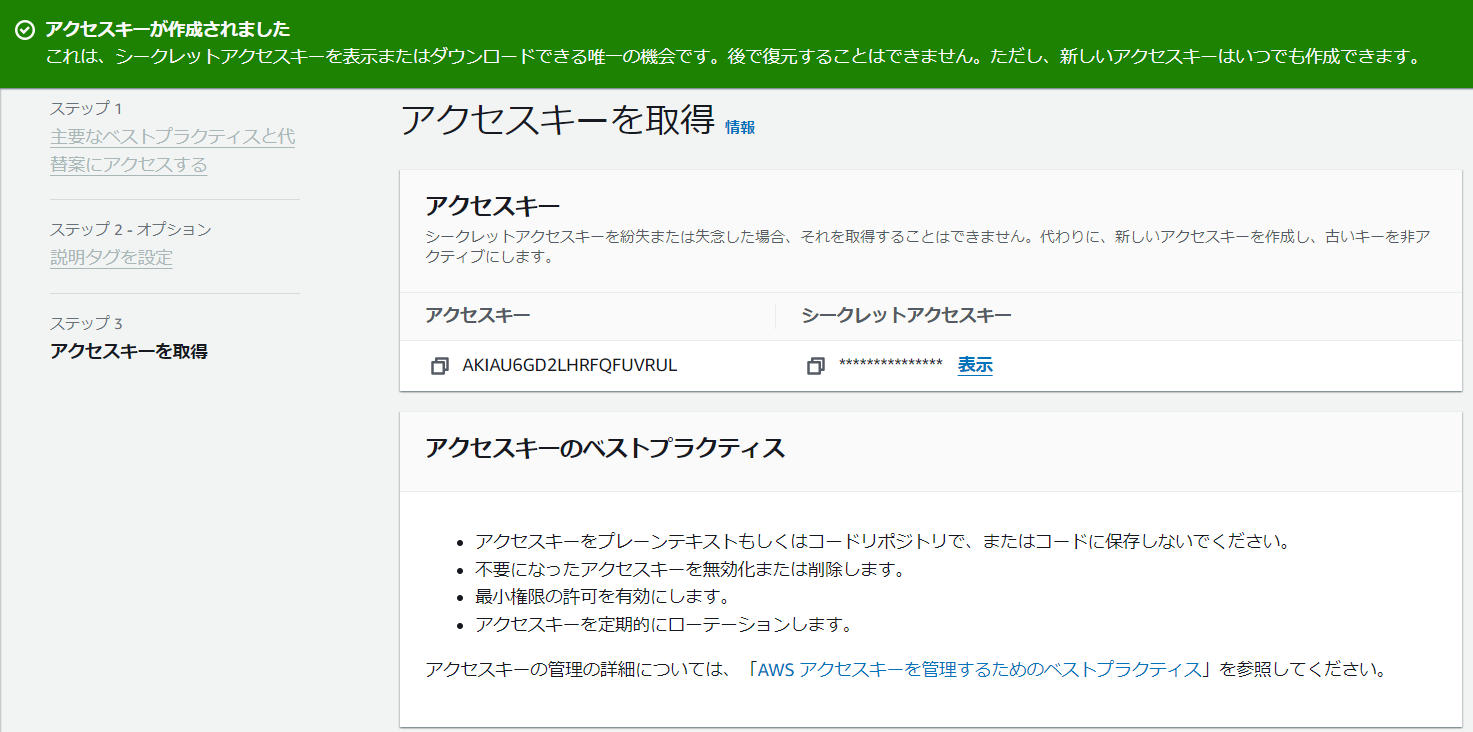 アクセスキーが作成されました
これは、シークレットアクセスキーを表示またはダウンロードできる唯一の機会です。後で復元することはできません。ただし、新しいアクセスキーはいつでも作成できます。
ステップ 1
主要なベストプラクティスと代
替案にアクセスする
ステップ 2 - オプション
説明タグを設定
ステップ 3
アクセスキーを取得
アクセスキーを取得 情報
アクセスキー
シークレットアクセスキーを紛失または失念した場合、それを取得することはできません。代わりに、新しいアクセスキーを作成し、古いキーを非ア
クティブにします。
アクセスキー シークレットアクセスキー
AKIAU6GD2LHRFQFUVRUL *************** 表示
アクセスキーのベストプラクティス
• アクセスキーをプレーンテキストもしくはコードリポジトリで、またはコードに保存しないでください。
• 不要になったアクセスキーを無効化または削除します。
• 最小権限の許可を有効にします。
• アクセスキーを定期的にローテーションします。
アクセスキーの管理の詳細については、「AWS アクセスキーを管理するためのベストプラクティス」を参照してください。